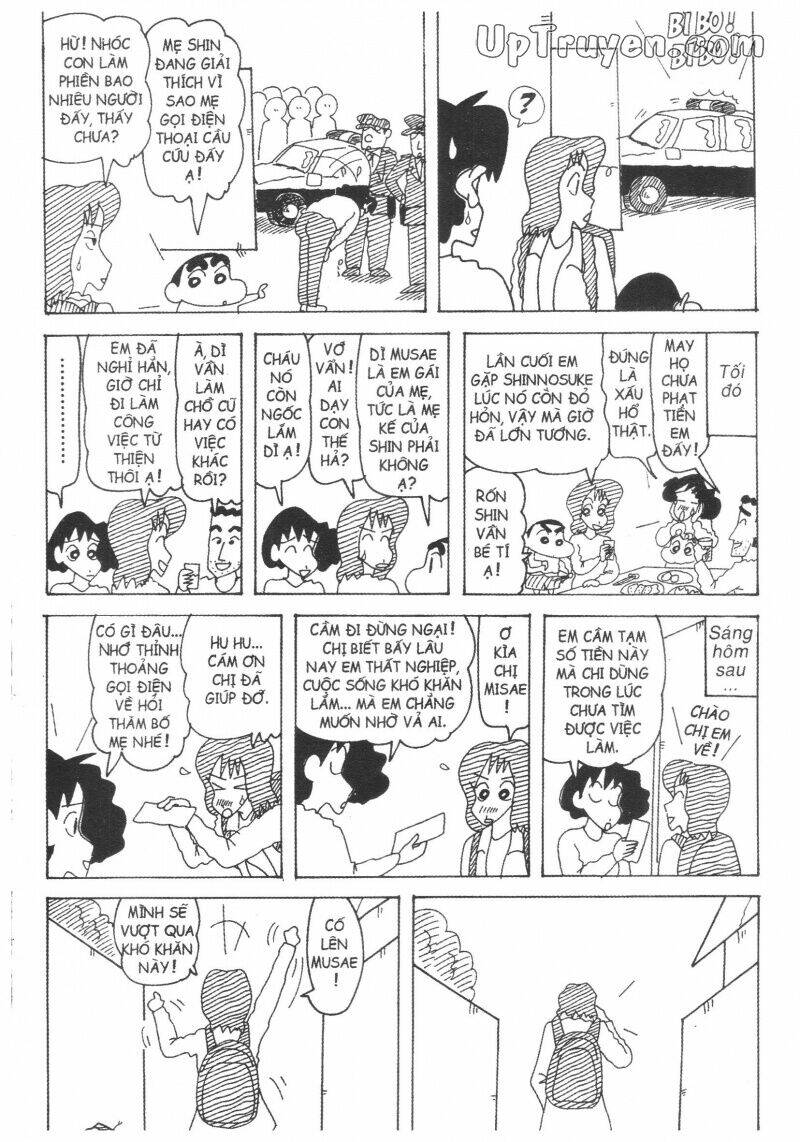 BÍ BO!
BÍ BO!
UpTruyen.com
?
MẸ SHIN
ĐANG GIẢI
THÍCH VÌ
SAO MẸ
GỌI ĐIỆN
THOẠI CẦU
CỨU ĐẤY
Ạ!
HỪ! NHÓC
CON LÀM
PHIỀN BAO
NHIÊU NGƯỜI
ĐẤY, THẤY
CHƯA?
Tối
đó
MAY
HỌ
CHƯA
PHẠT
TIỀN
EM
ĐẤY!
ĐÚNG
LÀ
XẤU
HỔ
THẬT.
LẦN CUỐI EM
GẶP SHINNOSUKE
LÚC NÓ CÒN ĐỎ
HỎN, VẬY MÀ GIỜ
ĐÃ LỚN TƯỚNG.
RỐN
SHIN
VẪN
BÉ TÍ
Ạ!
DÌ MUSAE
LÀ EM GÁI
CỦA MẸ,
TỨC LÀ MẸ
KẾ CỦA
SHIN PHẢI
KHÔNG
Ạ?
VỚ
VẨN!
AI
DẠY
CON
THẾ
HẢ?
CHÁU
NÓ
CÒN
NGỐC
LẮM
DÌ Ạ!
À, DÌ
VẪN
LÀM
CHỖ CŨ
HAY CÓ
VIỆC
KHÁC
RỒI?
EM ĐÃ
NGHỈ HẲN,
GIỜ CHỈ
ĐI LÀM
CÔNG
VIỆC TỪ
THIỆN
THÔI Ạ!
.........
Sáng
hôm
sau
...
CHÀO
CHỊ EM
VỀ!
EM CẦM TẠM
SỐ TIỀN NÀY
MÀ CHI DÙNG
TRONG LÚC
CHƯA TÌM
ĐƯỢC VIỆC
LÀM.
Ơ
KÌA
CHỊ
MISAE
!
CẦM ĐI ĐỪNG NGẠI!
CHỊ BIẾT BẤY LÂU
NAY EM THẤT NGHIỆP,
CUỘC SỐNG KHÓ KHĂN
LẮM... MÀ EM CHẲNG
MUỐN NHỜ VẢ AI.
HU HU...
CẢM ƠN
CHỊ ĐÃ
GIÚP ĐỠ.
CÓ GÌ ĐÂU...
NHỚ THỈNH
THOẢNG
GỌI ĐIỆN
VỀ HỎI
THĂM BỐ
MẸ NHÉ!
CỐ
LÊN
MUSAE!
MÌNH SẼ
VƯỢT QUA
KHÓ KHĂN
NÀY!